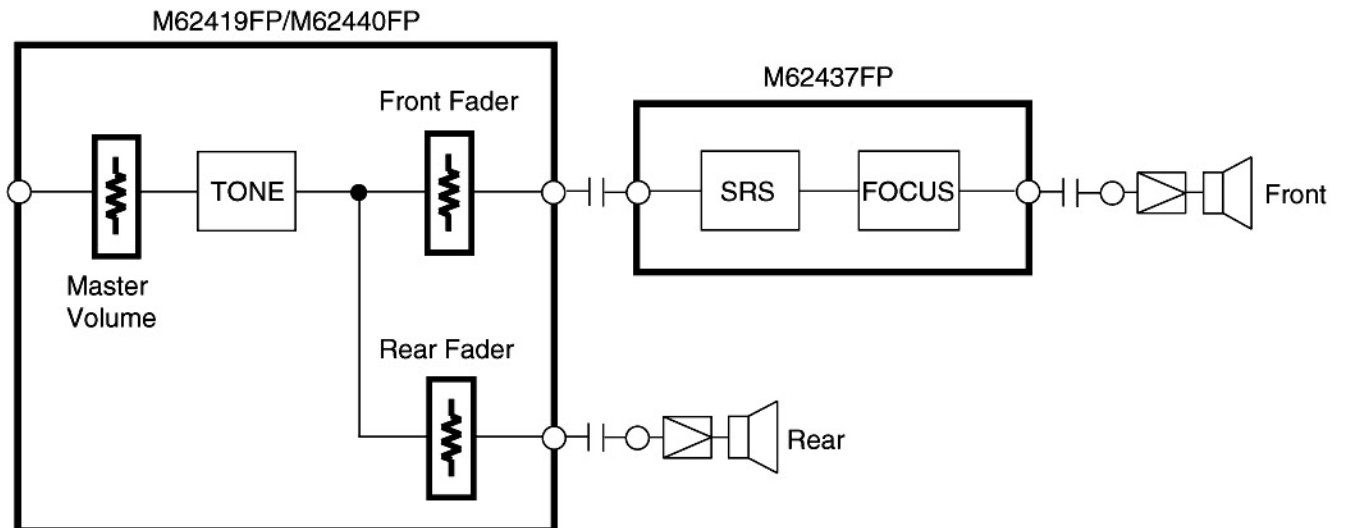 M62419FP/M62440FP
M62437FP
Front Fader
TONE
SRS
FOCUS
Front
Master
Volume
Rear Fader
Rear